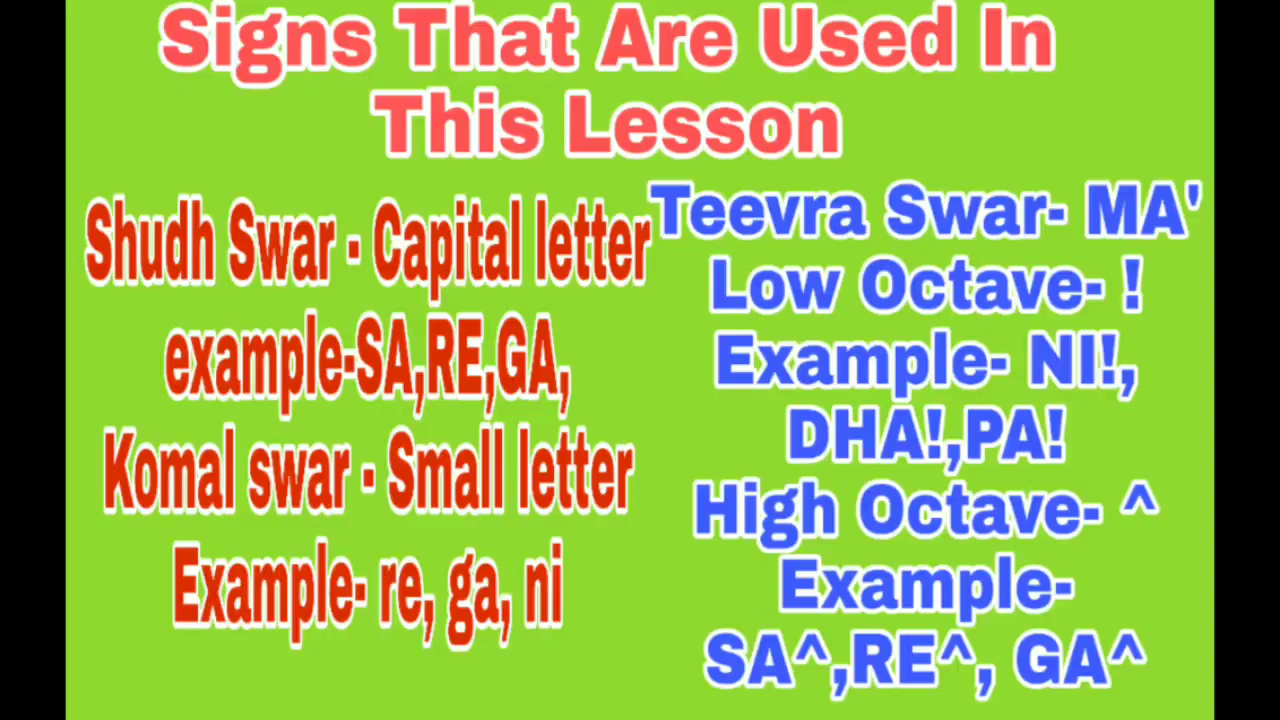 Signs That Are Used In
This Lesson
Shudh Swar - Capital letter
example-SA,RE,GA,
Komal swar - Small letter
Example- re, ga, ni
Teevra Swar- MA'
Low Octave- !
Example- NI!,
DHA!,PA!
High Octave- ^
Example-
SA^,RE^, GA^